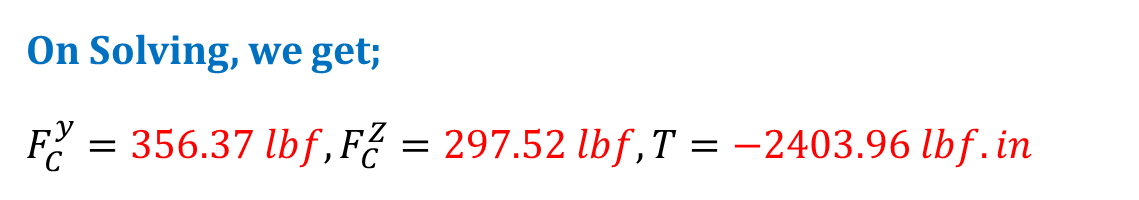 On Solving, we get;
F_C^y = 356.37 lbf, F_C^Z = 297.52 lbf, T = −2403.96 lbf.in